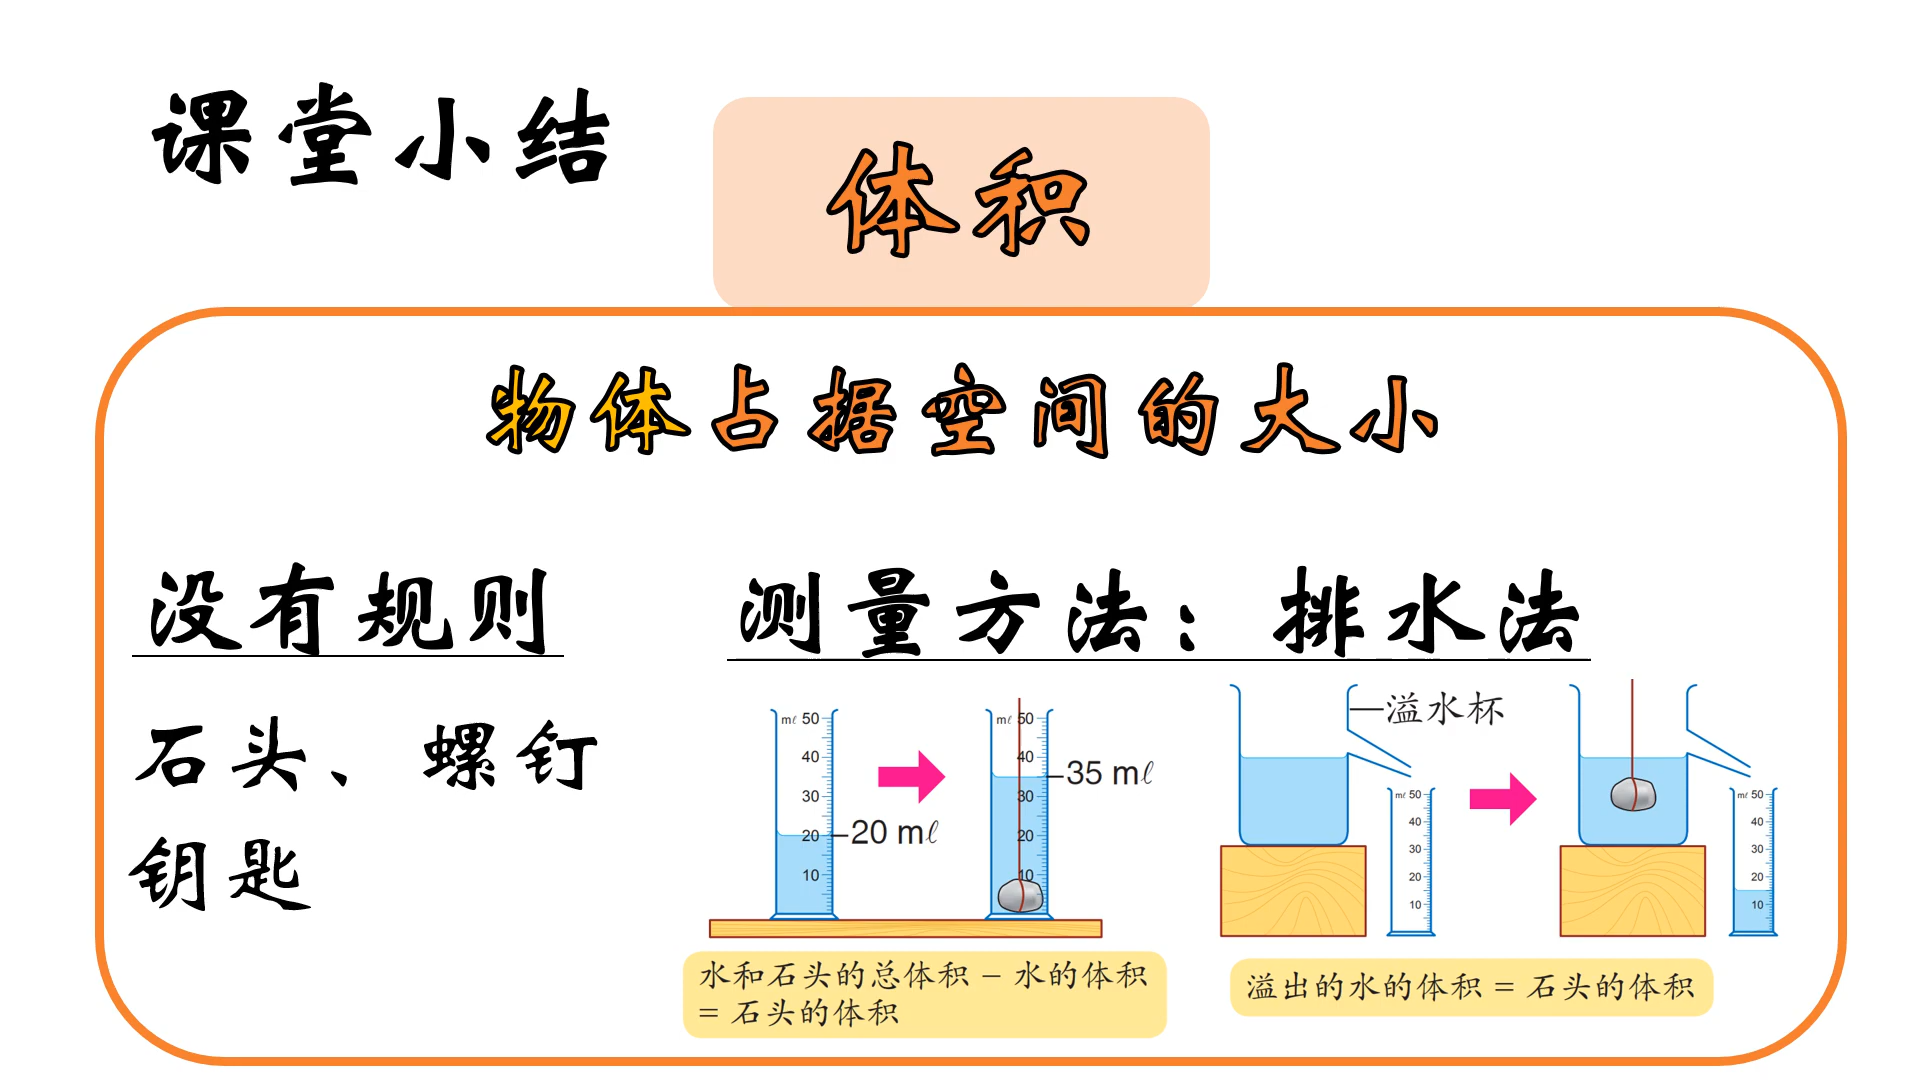 课堂小结
体积
物体占据空间的大小
没有规则
测量方法：排水法
石头、螺钉
钥匙
mℓ 50
40
30
20
10
20 mℓ
mℓ 50
40
30
20
10
35 mℓ
溢水杯
mℓ 50
40
30
20
10
mℓ 50
40
30
20
10
水和石头的总体积 – 水的体积
= 石头的体积
溢出的水的体积 = 石头的体积